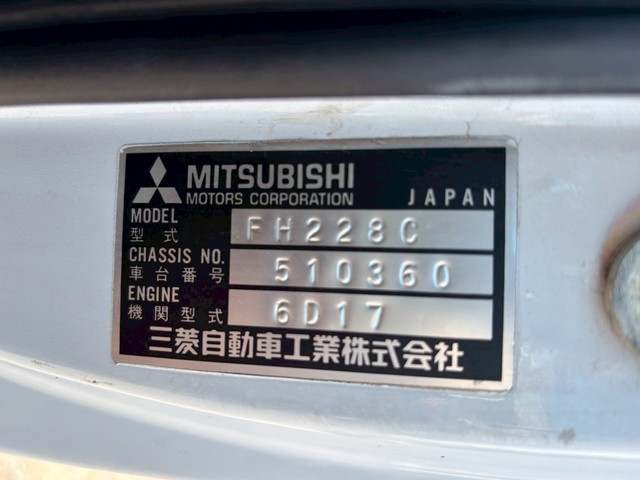 MITSUBISHI
MOTORS CORPORATION JAPAN
MODEL
型式 FH228C
CHASSIS NO.
車台番号 510360
ENGINE
機関型式 6D17
三菱自動車工業株式会社